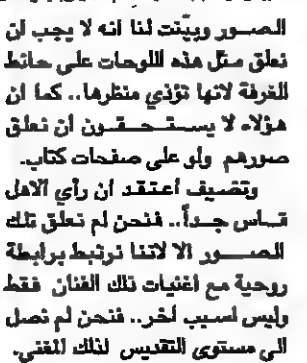 الصور وبيّنت لنا انه لا يجب ان
نعلق مثل هذه اللوحات على حائط
الغرفة لانها تؤذي منظرها.. كما ان
هؤلاء لا يستحقون ان نعلق
صورهم ولو على صفحات كتاب.
وتضيف اعتقد ان رأي الاهل
قاس جداً.. فنحن لم نعلق تلك
الصور الا لاننا نرتبط برابطة
روحية مع اغنيات تلك الفنان فقط
وليس لسبب آخر.. فنحن لم نصل
الى مستوى التقديس لذلك المغني.